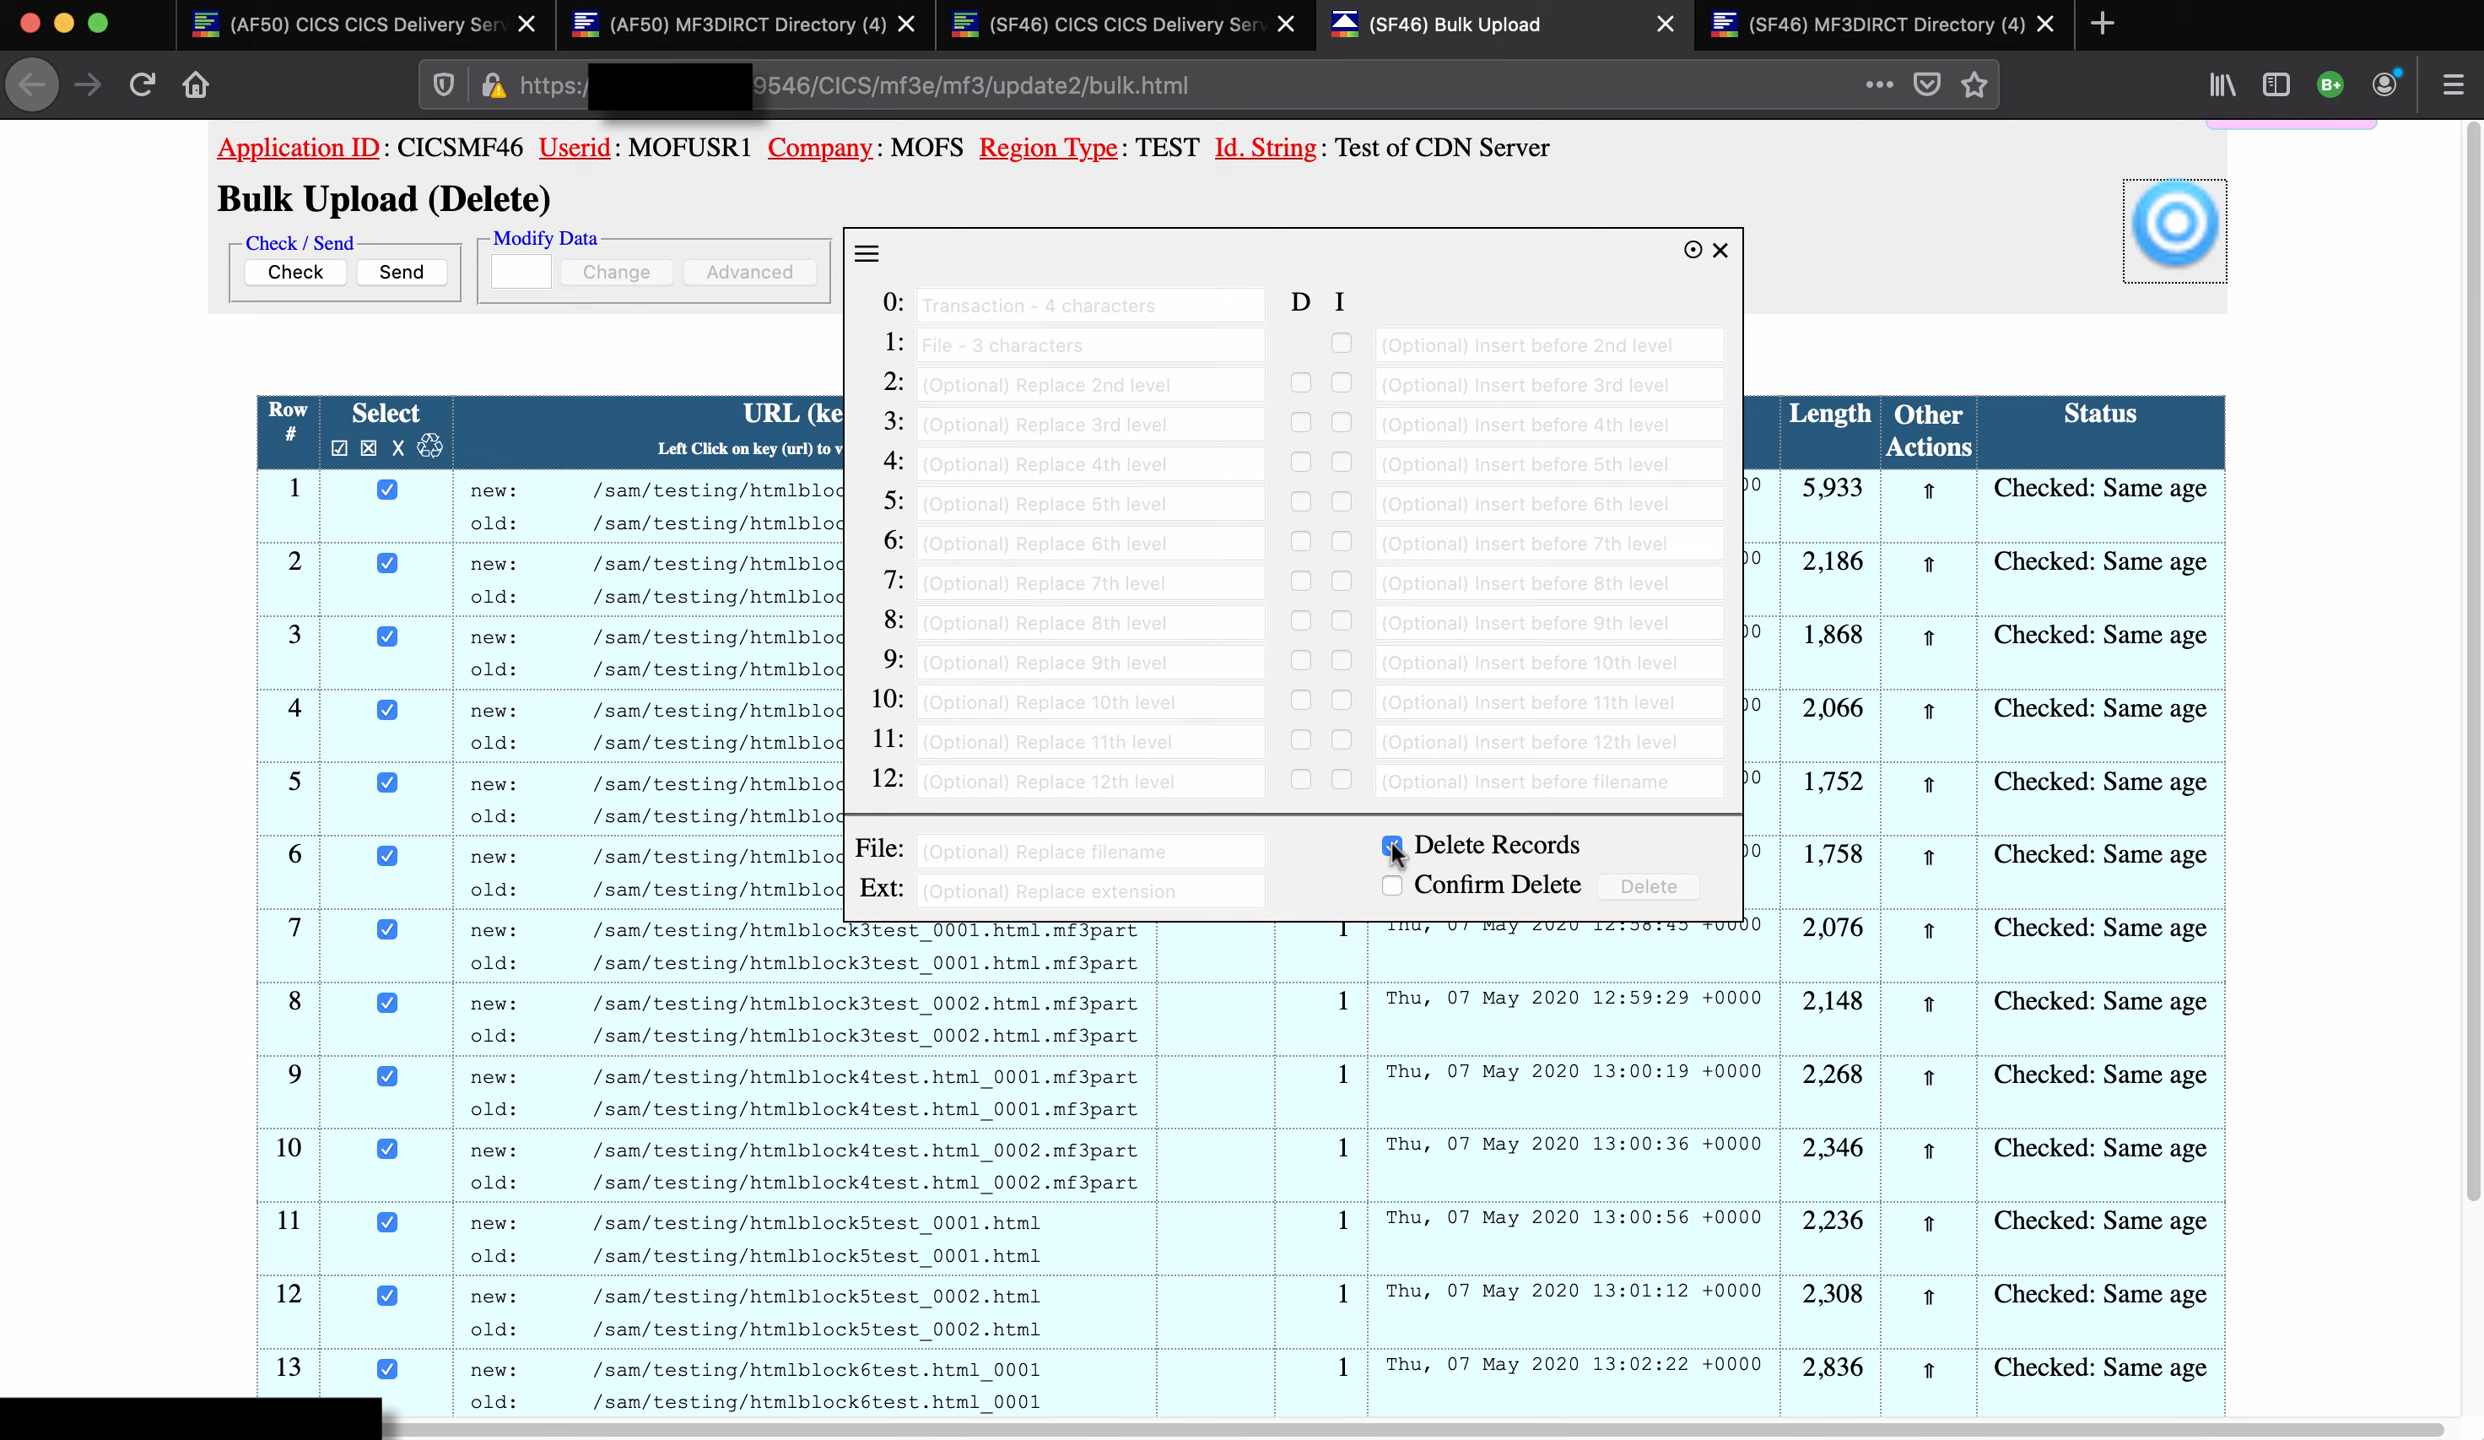 (AF50) CICS CICS Delivery Ser
(AF50) MF3DIRCT Directory (4)
(SF46) CICS CICS Delivery Ser
(SF46) Bulk Upload
(SF46) MF3DIRCT Directory (4)
https:/ 9546/CICS/mf3e/mf3/update2/bulk.html
B+
Application ID: CICSMF46 Userid: MOFUSR1 Company: MOFS Region Type: TEST Id. String: Test of CDN Server
Bulk Upload (Delete)
Check / Send
Check Send
Modify Data
Change Advanced
0: Transaction - 4 characters D I
1: File - 3 characters (Optional) Insert before 2nd level
2: (Optional) Replace 2nd level (Optional) Insert before 3rd level
3: (Optional) Replace 3rd level (Optional) Insert before 4th level
4: (Optional) Replace 4th level (Optional) Insert before 5th level
5: (Optional) Replace 5th level (Optional) Insert before 6th level
6: (Optional) Replace 6th level (Optional) Insert before 7th level
7: (Optional) Replace 7th level (Optional) Insert before 8th level
8: (Optional) Replace 8th level (Optional) Insert before 9th level
9: (Optional) Replace 9th level (Optional) Insert before 10th level
10: (Optional) Replace 10th level (Optional) Insert before 11th level
11: (Optional) Replace 11th level (Optional) Insert before 12th level
12: (Optional) Replace 12th level (Optional) Insert before filename
File: (Optional) Replace filename Delete Records
Ext: (Optional) Replace extension Confirm Delete Delete
Row # Select URL (ke Length Other Actions Status
Left Click on key (url) to v
1 new: /sam/testing/htmlbloc 00 5,933 ⇑ Checked: Same age
old: /sam/testing/htmlbloc
2 new: /sam/testing/htmlbloc 00 2,186 ⇑ Checked: Same age
old: /sam/testing/htmlbloc
3 new: /sam/testing/htmlbloc 00 1,868 ⇑ Checked: Same age
old: /sam/testing/htmlbloc
4 new: /sam/testing/htmlbloc 00 2,066 ⇑ Checked: Same age
old: /sam/testing/htmlbloc
5 new: /sam/testing/htmlbloc 00 1,752 ⇑ Checked: Same age
old: /sam/testing/htmlbloc
6 new: /sam/testing/htmlbloc 00 1,758 ⇑ Checked: Same age
old: /sam/testing/htmlbloc
7 new: /sam/testing/htmlblock3test_0001.html.mf3part 1 Thu, 07 May 2020 12:58:45 +0000 2,076 ⇑ Checked: Same age
old: /sam/testing/htmlblock3test_0001.html.mf3part
8 new: /sam/testing/htmlblock3test_0002.html.mf3part 1 Thu, 07 May 2020 12:59:29 +0000 2,148 ⇑ Checked: Same age
old: /sam/testing/htmlblock3test_0002.html.mf3part
9 new: /sam/testing/htmlblock4test.html_0001.mf3part 1 Thu, 07 May 2020 13:00:19 +0000 2,268 ⇑ Checked: Same age
old: /sam/testing/htmlblock4test.html_0001.mf3part
10 new: /sam/testing/htmlblock4test.html_0002.mf3part 1 Thu, 07 May 2020 13:00:36 +0000 2,346 ⇑ Checked: Same age
old: /sam/testing/htmlblock4test.html_0002.mf3part
11 new: /sam/testing/htmlblock5test_0001.html 1 Thu, 07 May 2020 13:00:56 +0000 2,236 ⇑ Checked: Same age
old: /sam/testing/htmlblock5test_0001.html
12 new: /sam/testing/htmlblock5test_0002.html 1 Thu, 07 May 2020 13:01:12 +0000 2,308 ⇑ Checked: Same age
old: /sam/testing/htmlblock5test_0002.html
13 new: /sam/testing/htmlblock6test.html_0001 1 Thu, 07 May 2020 13:02:22 +0000 2,836 ⇑ Checked: Same age
old: /sam/testing/htmlblock6test.html_0001